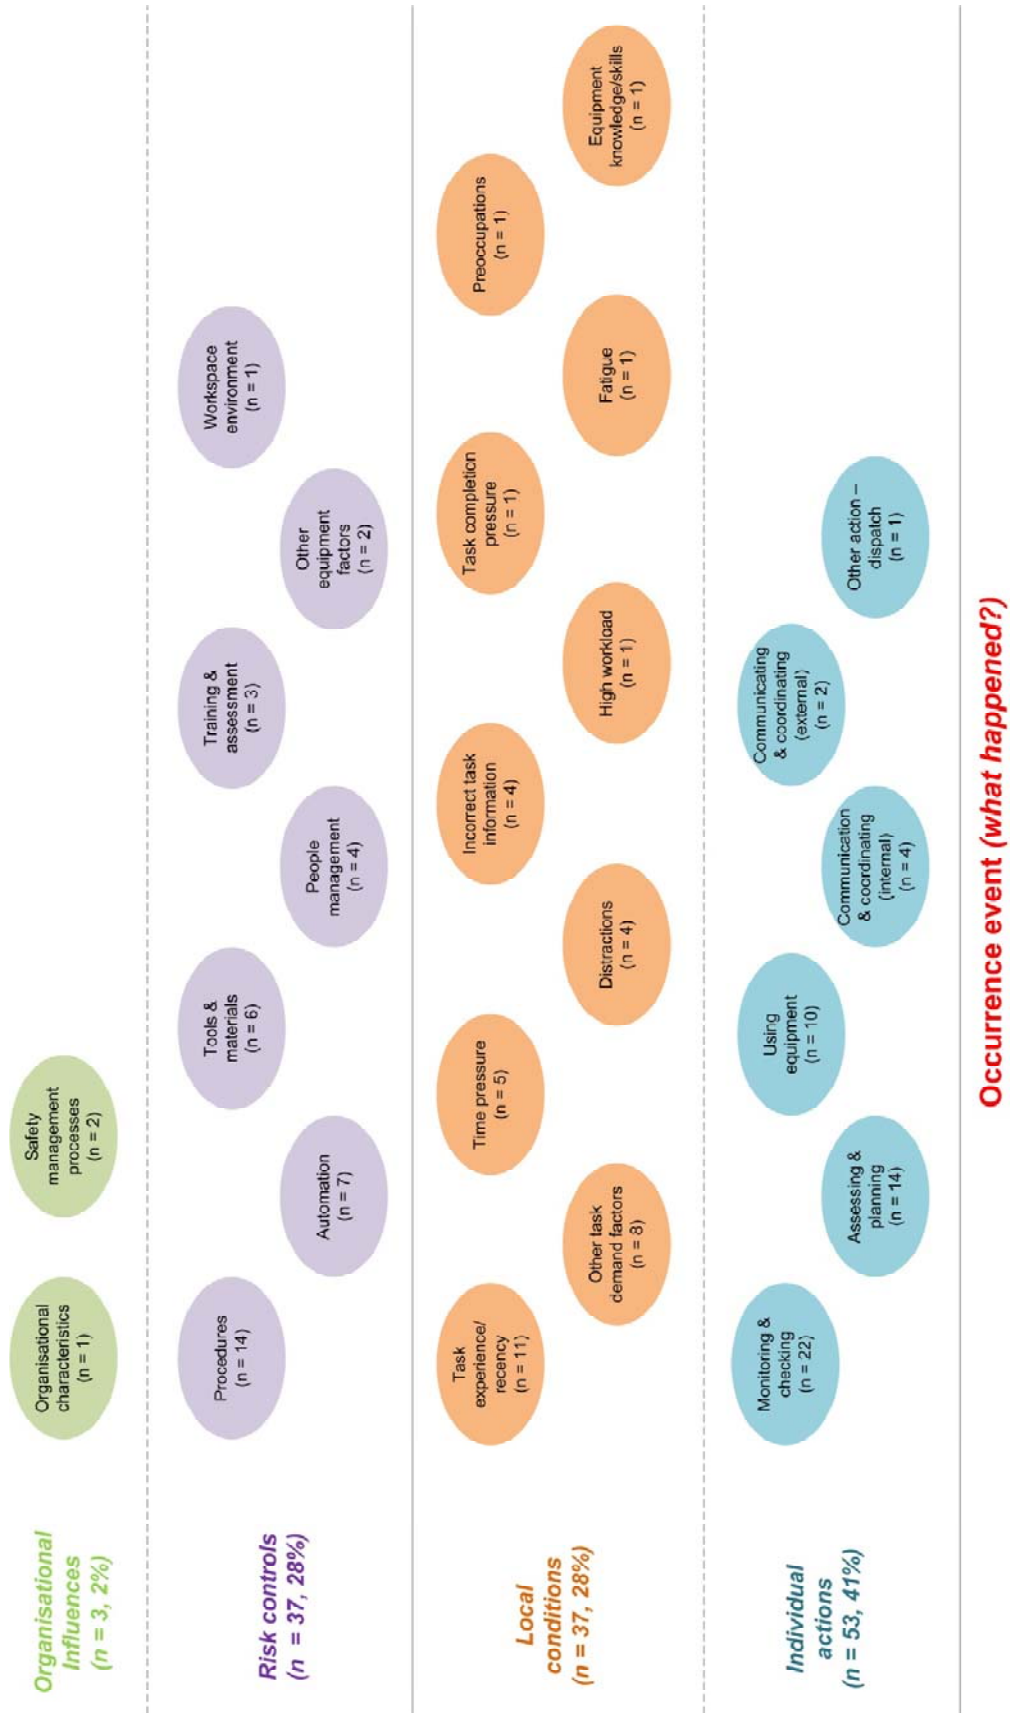 Organisational
Influences
(n = 3, 2%)
Organisational
characteristics
(n = 1)
Safety
management
processes
(n = 2)
Risk controls
(n = 37, 28%)
Procedures
(n = 14)
Automation
(n = 7)
Tools &
materials
(n = 6)
People
management
(n = 4)
Training &
assessment
(n = 3)
Other
equipment
factors
(n = 2)
Workspace
environment
(n = 1)
Local
conditions
(n = 37, 28%)
Task
experience/
recency
(n = 11)
Other task
demand factors
(n = 8)
Time pressure
(n = 5)
Distractions
(n = 4)
Incorrect task
information
(n = 4)
High workload
(n = 1)
Task completion
pressure
(n = 1)
Fatigue
(n = 1)
Preoccupations
(n = 1)
Equipment
knowledge/skills
(n = 1)
Individual
actions
(n = 53, 41%)
Monitoring &
checking
(n = 22)
Assessing &
planning
(n = 14)
Using
equipment
(n = 10)
Communication
& coordinating
(internal)
(n = 4)
Communicating
& coordinating
(external)
(n = 2)
Other action –
dispatch
(n = 1)
Occurrence event (what happened?)